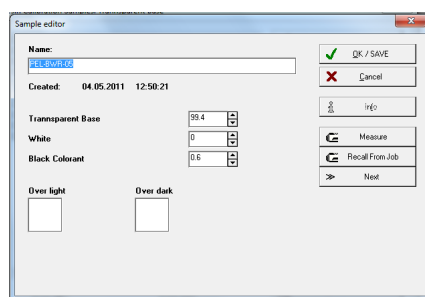 Sample editor
Name:
PEL-BWR-05
Created: 04.05.2011 12:50:21
Trannsparent Base 99.4
White 0
Black Colorant 0.6
Over light Over dark
OK / SAVE
Cancel
Info
Measure
Recall From Job
Next